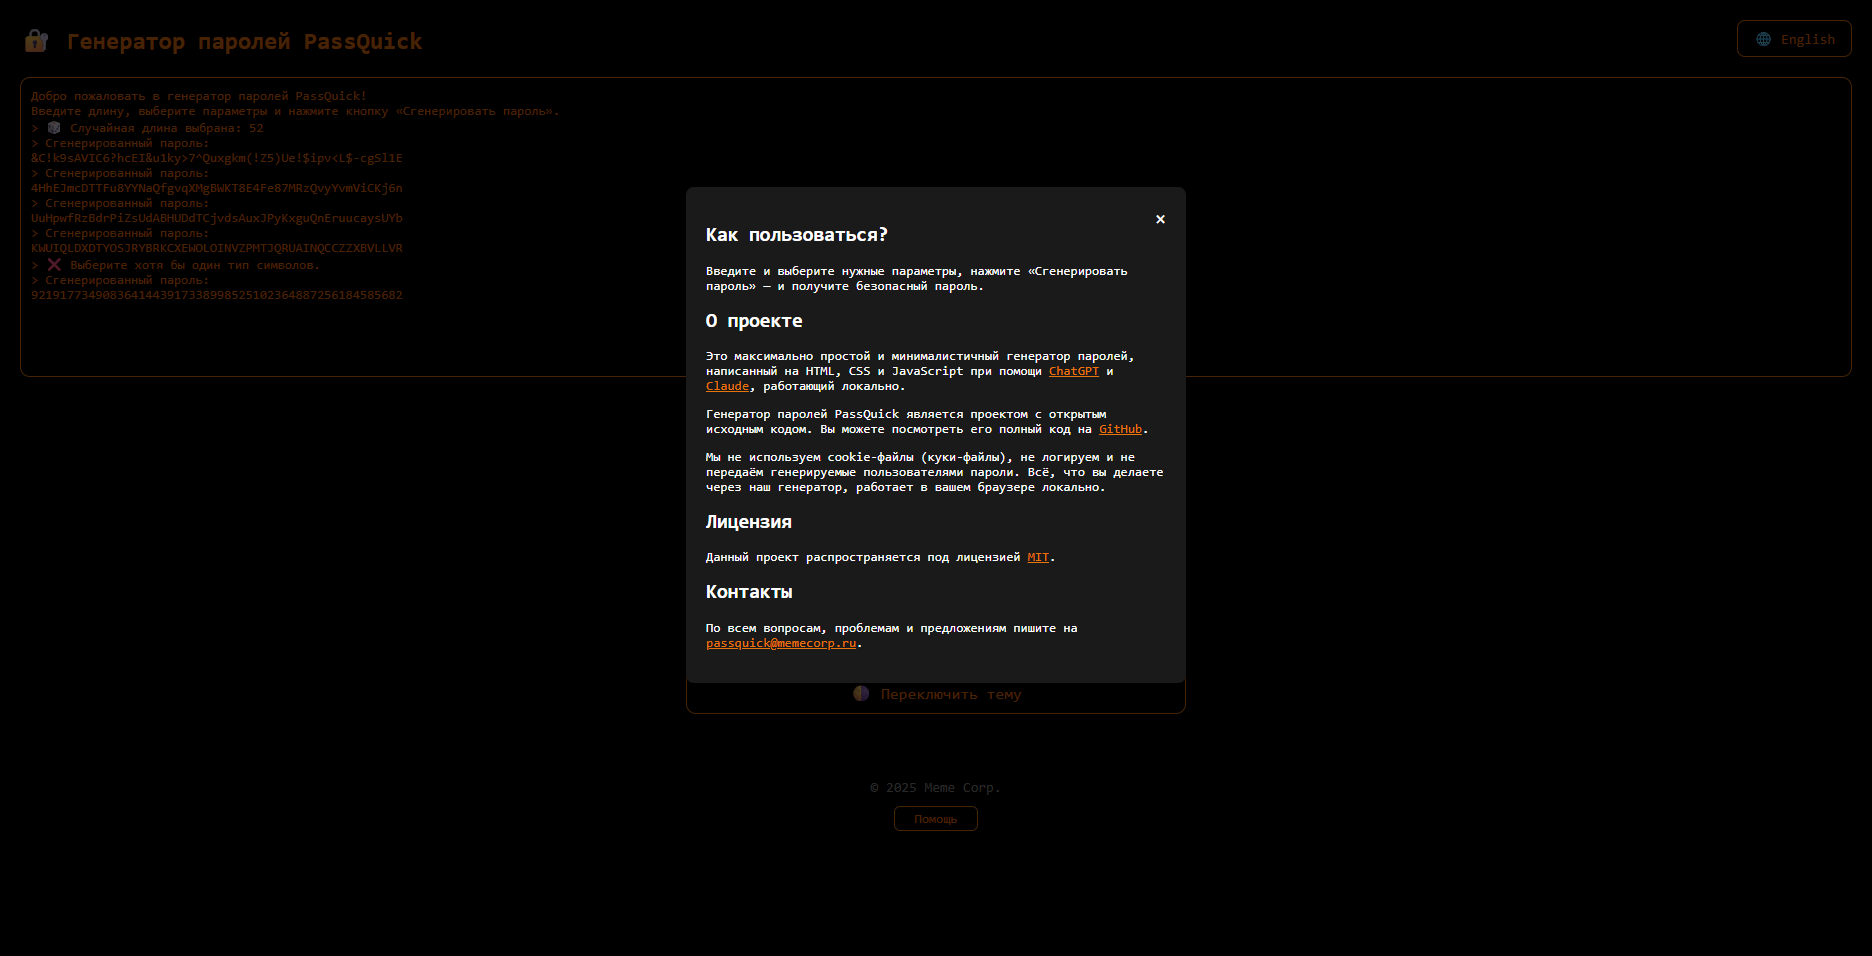 Генератор паролей PassQuick
English
Добро пожаловать в генератор паролей PassQuick!
Введите длину, выберите параметры и нажмите кнопку «Сгенерировать пароль».
> Случайная длина выбрана: 52
> Сгенерированный пароль:
&C!k9sAVIC6?hcEI&u1ky>7^Quxgkm(!Z5)Ue!$ipv<L$-cgSl1E
> Сгенерированный пароль:
4HhEJmcDTTFu8YYNaQfgvqXMgBWKT8E4Fe87MRzQvyYvmViCKj6n
> Сгенерированный пароль:
UuHpwfRzBdrPiZsUdABHUDdTCjvdsAuxJPyKxguQnEruucaysUYb
> Сгенерированный пароль:
KWUIQLDXDTYOSJRYBRKCXEWOLOINVZPMTJQRUAINQCCZZXBVLLVR
> ❌ Выберите хотя бы один тип символов.
> Сгенерированный пароль:
9219177349083641443917338998525102364887256184585682
×
Как пользоваться?
Введите и выберите нужные параметры, нажмите «Сгенерировать
пароль» — и получите безопасный пароль.
О проекте
Это максимально простой и минималистичный генератор паролей,
написанный на HTML, CSS и JavaScript при помощи ChatGPT и
Claude, работающий локально.
Генератор паролей PassQuick является проектом с открытым
исходным кодом. Вы можете посмотреть его полный код на GitHub.
Мы не используем cookie-файлы (куки-файлы), не логируем и не
передаём генерируемые пользователями пароли. Всё, что вы делаете
через наш генератор, работает в вашем браузере локально.
Лицензия
Данный проект распространяется под лицензией MIT.
Контакты
По всем вопросам, проблемам и предложениям пишите на
passquick@memecorp.ru.
Переключить тему
© 2025 Meme Corp.
Помощь